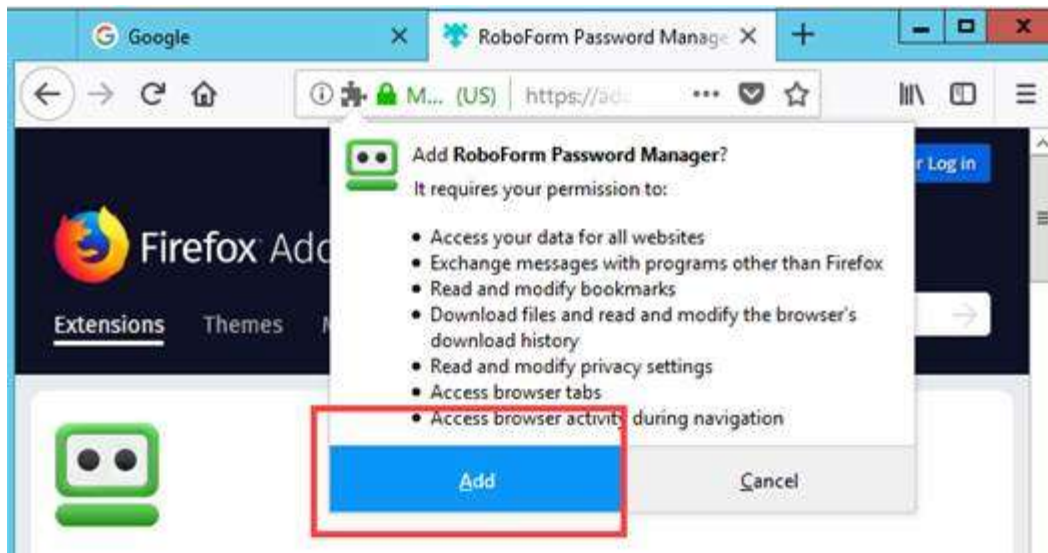 Google
RoboForm Password Manage
M... (US) https://ad
Add RoboForm Password Manager?
It requires your permission to:
r Log in
Firefox Add
• Access your data for all websites
• Exchange messages with programs other than Firefox
• Read and modify bookmarks
• Download files and read and modify the browser's
download history
• Read and modify privacy settings
• Access browser tabs
• Access browser activity during navigation
Extensions Themes
Add Cancel